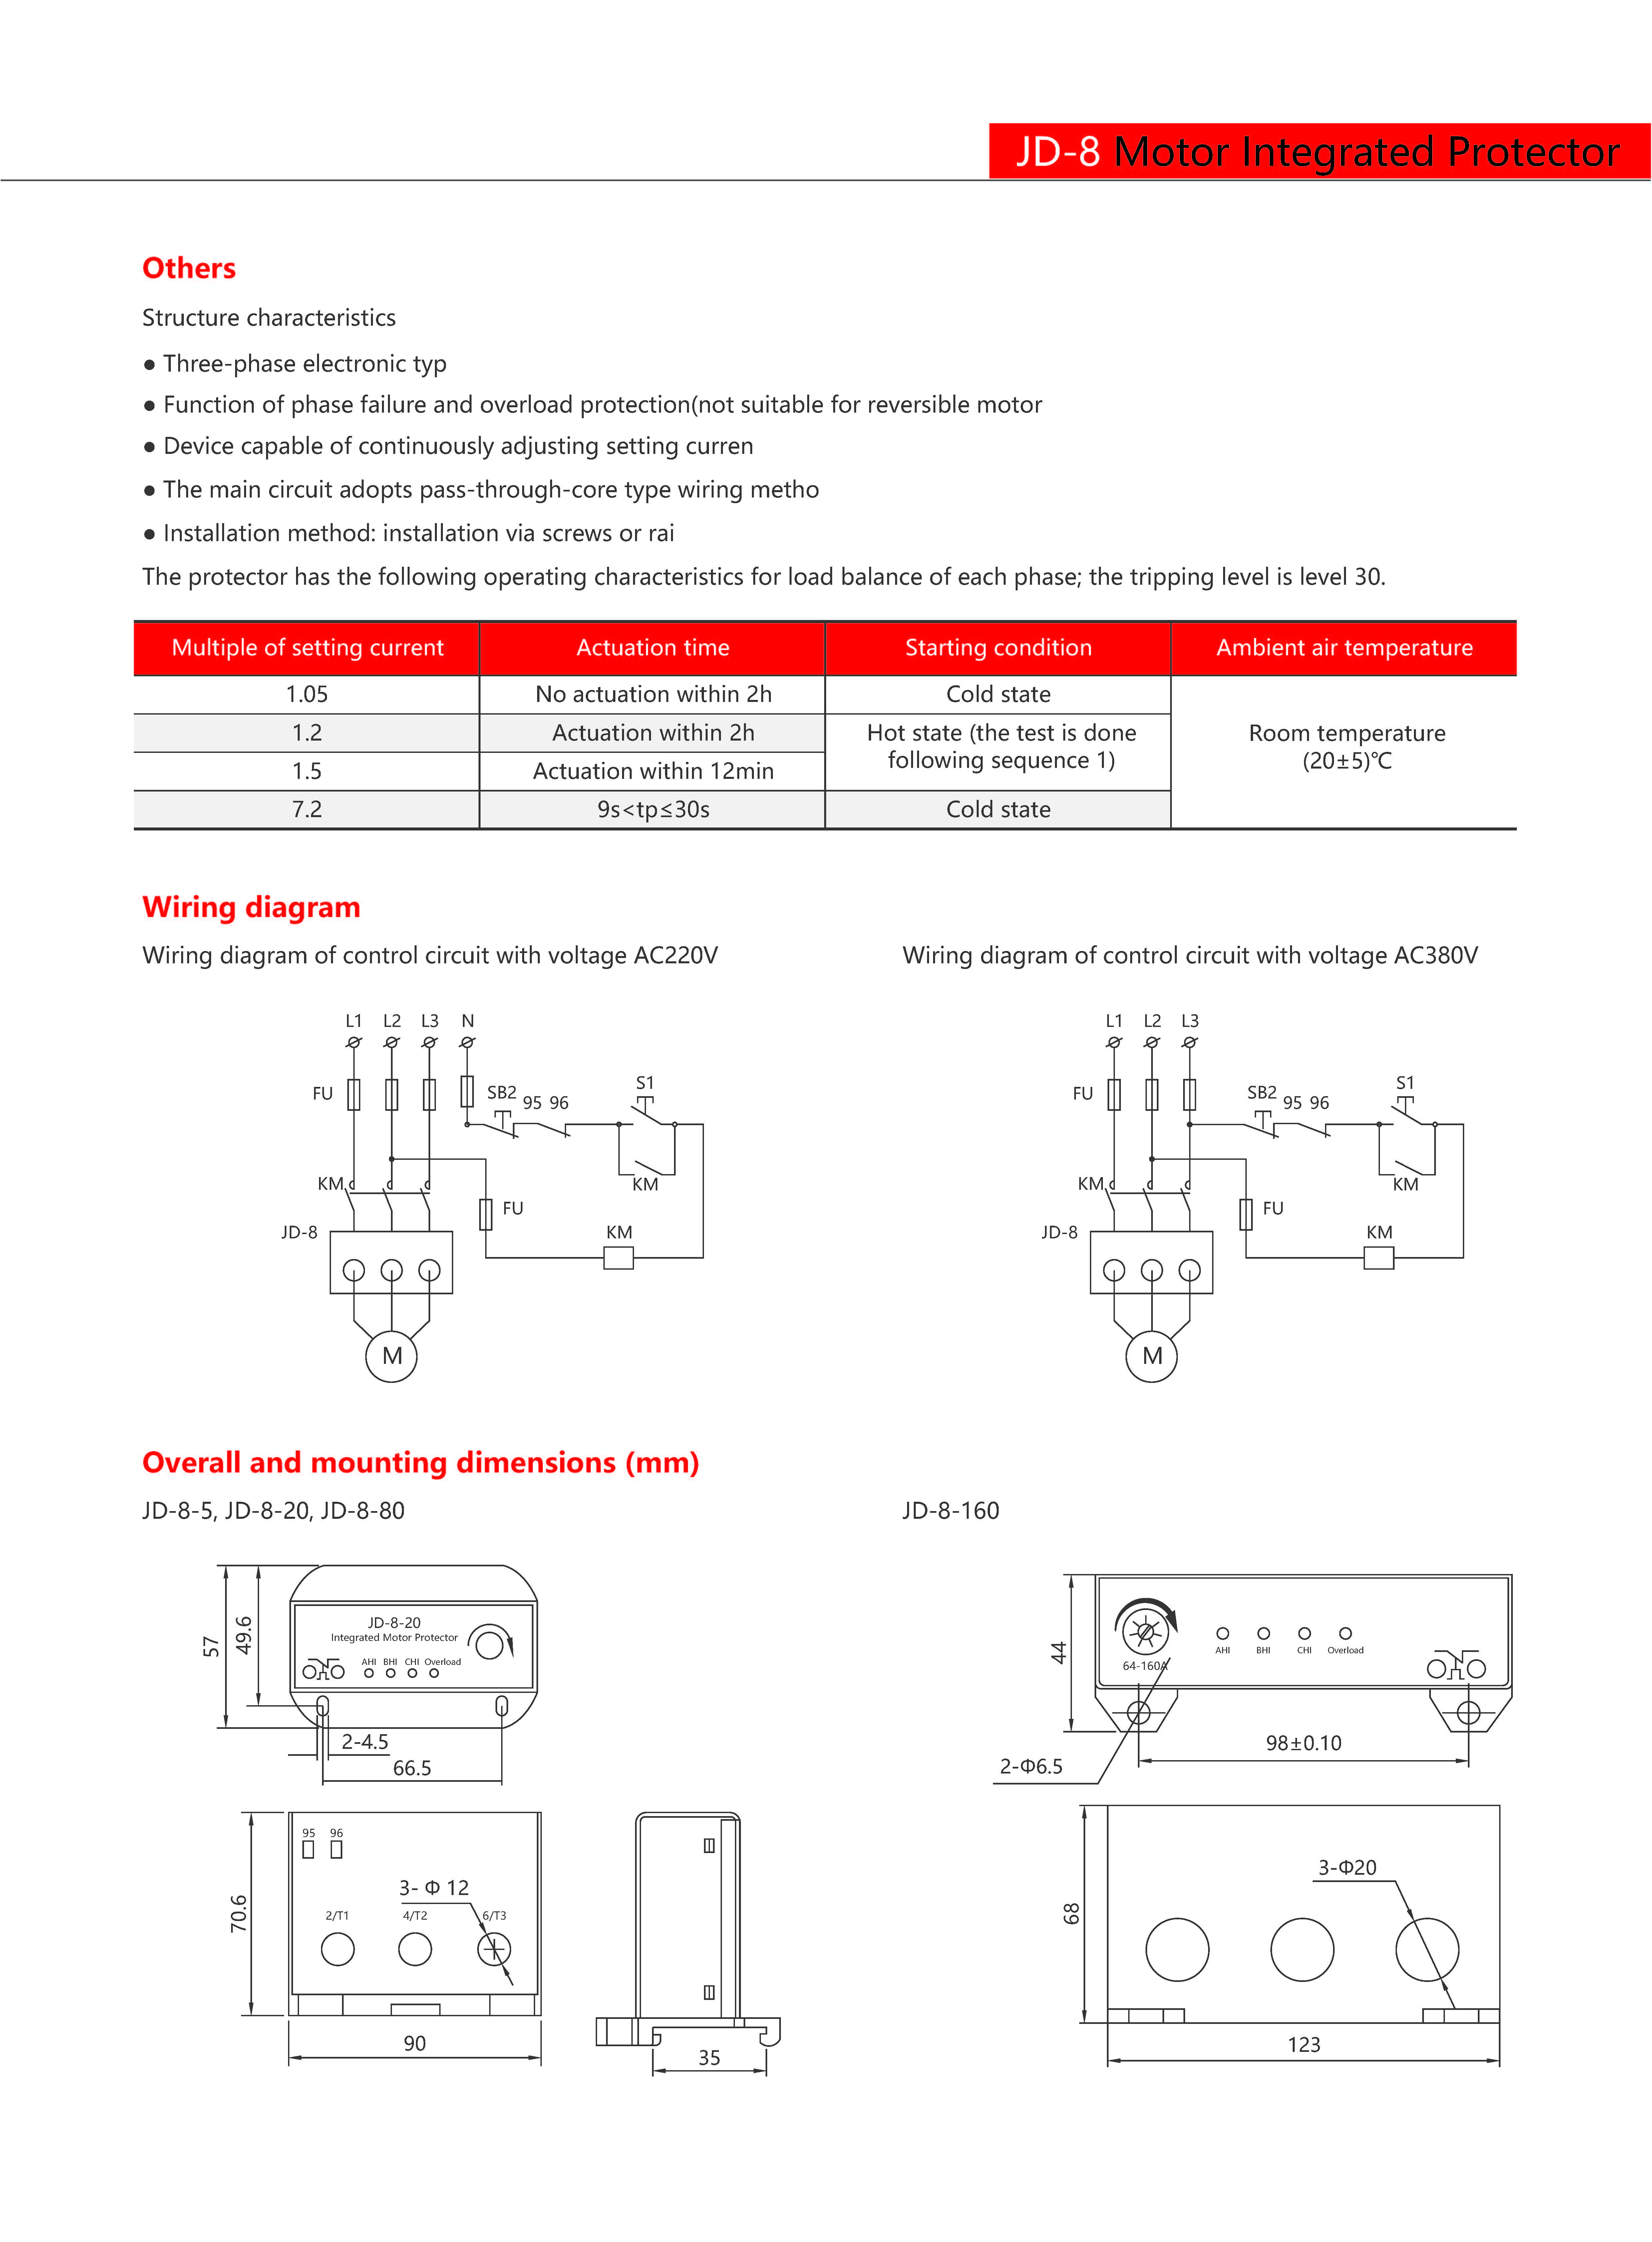 JD-8 Motor Integrated Protector
Others
Structure characteristics
● Three-phase electronic typ
● Function of phase failure and overload protection(not suitable for reversible motor
● Device capable of continuously adjusting setting curren
● The main circuit adopts pass-through-core type wiring metho
● Installation method: installation via screws or rai
The protector has the following operating characteristics for load balance of each phase; the tripping level is level 30.
Multiple of setting current Actuation time Starting condition Ambient air temperature
1.05 No actuation within 2h Cold state
1.2 Actuation within 2h Hot state (the test is done
following sequence 1)
Room temperature
(20±5)℃
1.5 Actuation within 12min
7.2 9s<tp≤30s Cold state
Wiring diagram
Wiring diagram of control circuit with voltage AC220V
L1 L2 L3 N
FU
SB2
95 96
S1
KM
KM
FU
JD-8
KM
M
Wiring diagram of control circuit with voltage AC380V
L1 L2 L3
FU
SB2
95 96
S1
KM
KM
FU
JD-8
KM
M
Overall and mounting dimensions (mm)
JD-8-5, JD-8-20, JD-8-80
57
49.6
JD-8-20
Integrated Motor Protector
AHI BHI CHI Overload
2-4.5
66.5
95 96
3- Φ 12
2/T1 4/T2 6/T3
70.6
90
35
JD-8-160
44
64-160A
AHI BHI CHI Overload
98±0.10
2-Φ6.5
3-Φ20
68
123